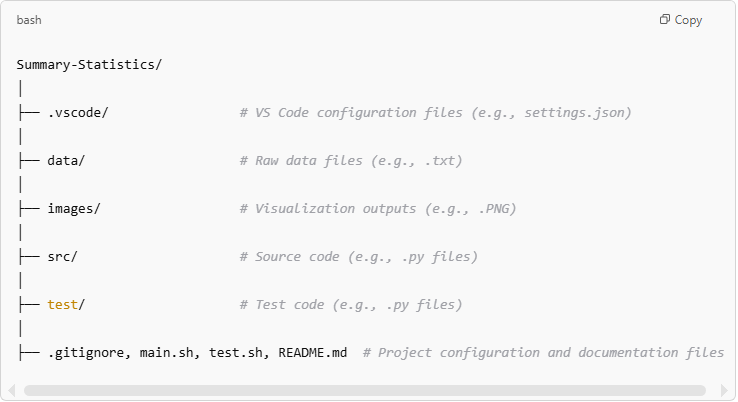 bash
Copy
Summary-Statistics/
│
├── .vscode/ # VS Code configuration files (e.g., settings.json)
│
├── data/ # Raw data files (e.g., .txt)
│
├── images/ # Visualization outputs (e.g., .PNG)
│
├── src/ # Source code (e.g., .py files)
│
├── test/ # Test code (e.g., .py files)
│
├── .gitignore, main.sh, test.sh, README.md # Project configuration and documentation files